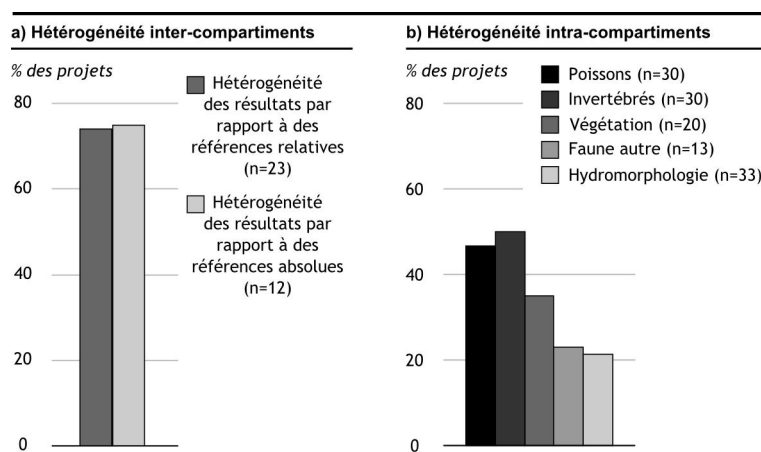 a) Hétérogénéité inter-compartiments
% des projets
80
60
40
20
0
Hétérogénéité
des résultats par
rapport à des
références relatives
(n=23)
Hétérogénéité
des résultats par
rapport à des
références absolues
(n=12)
b) Hétérogénéité intra-compartiments
% des projets
80
60
40
20
0
Poissons (n=30)
Invertébrés (n=30)
Végétation (n=20)
Faune autre (n=13)
Hydromorphologie (n=33)